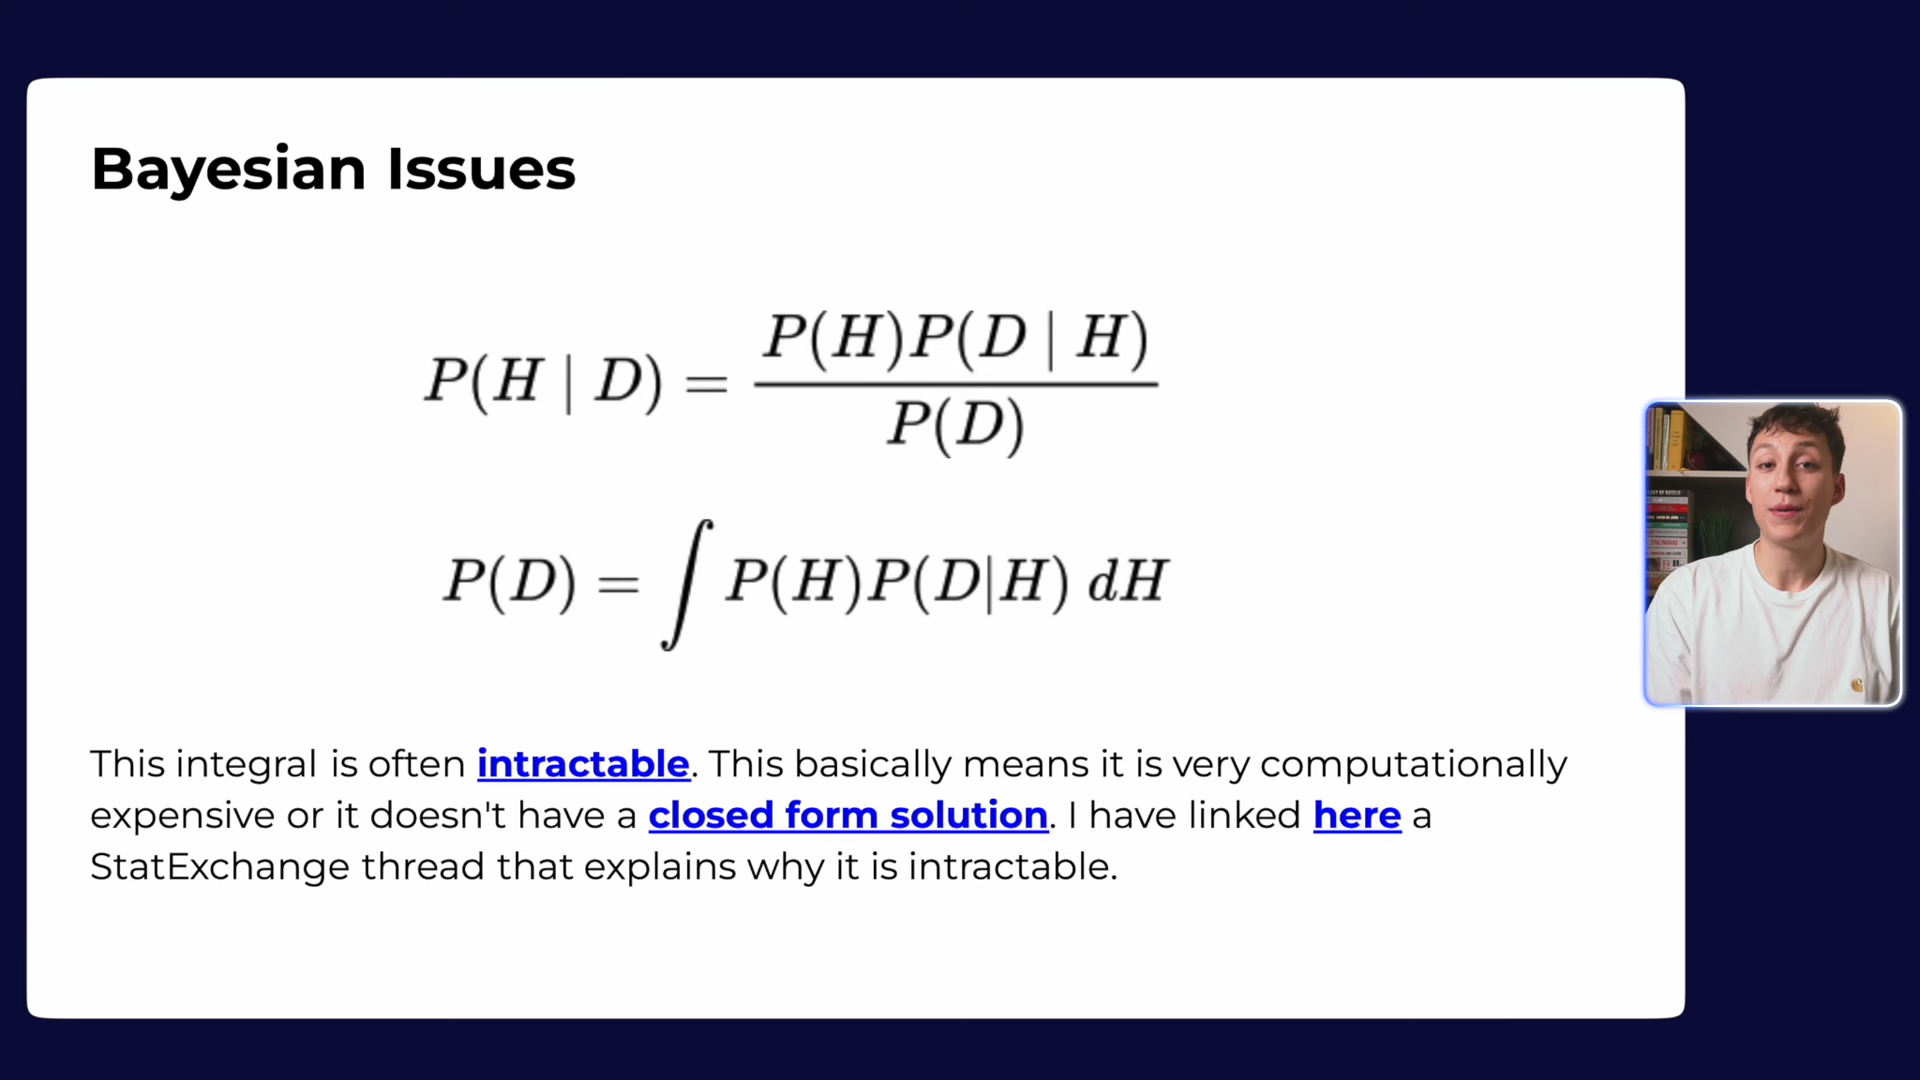 Bayesian Issues
P(H | D) = P(H)P(D | H) / P(D)
P(D) = ∫ P(H)P(D|H) dH
This integral is often intractable. This basically means it is very computationally
expensive or it doesn't have a closed form solution. I have linked here a
StatExchange thread that explains why it is intractable.
STALINGRAD